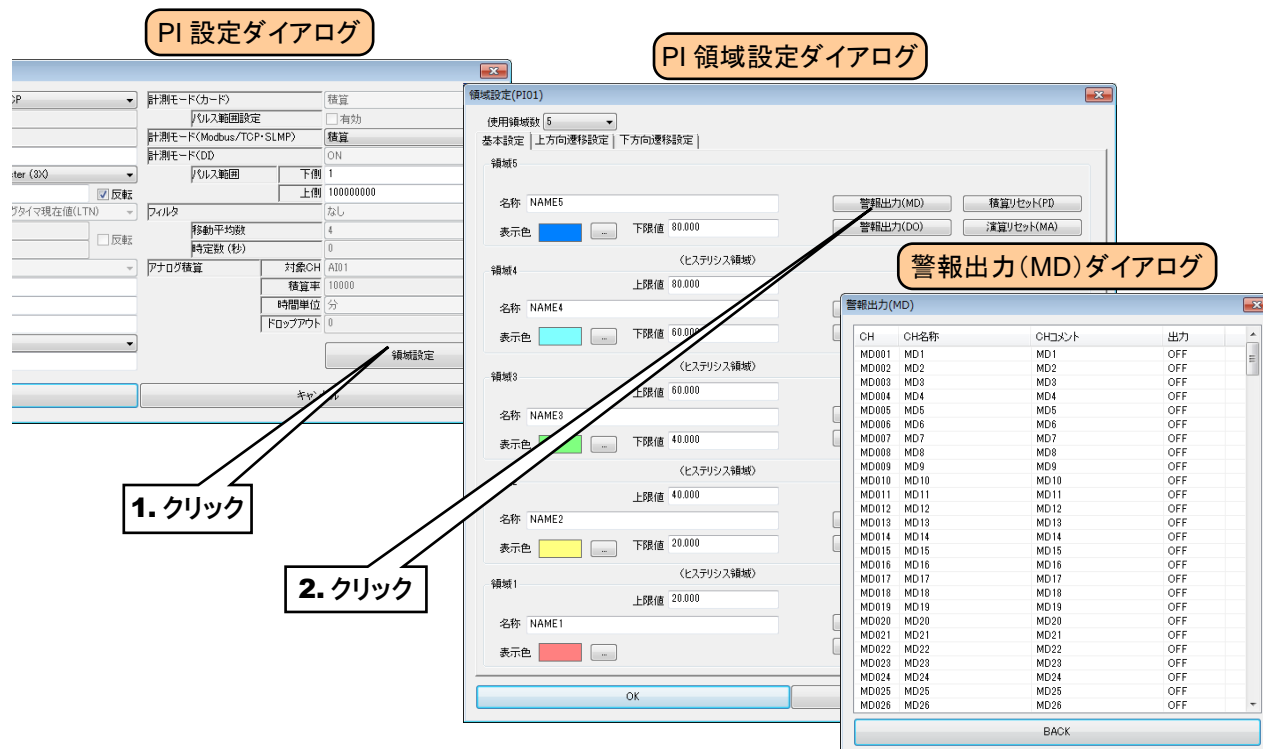 PI 設定ダイアログ
PI 領域設定ダイアログ
警報出力(MD)ダイアログ
1. クリック
2. クリック
計測モード(カード)
積算
パルス範囲設定
有効
計測モード(Modbus/TCP・SLMP)
積算
計測モード(DI)
ON
パルス範囲
下側
1
反転
上側
100000000
グタイマ現在値(LTN)
フィルタ
なし
反転
移動平均数
4
時定数 (秒)
0
アナログ積算
対象CH
AI01
積算率
10000
時間単位
分
ドロップアウト
0
領域設定
キャンセル
領域設定(PI01)
使用領域数
5
基本設定
上方向遷移設定
下方向遷移設定
領域5
名称
NAME5
警報出力(MD)
積算リセット(PI)
表示色
...
下限値
80.000
警報出力(DO)
演算リセット(MA)
(ヒステリシス領域)
領域4
上限値
80.000
名称
NAME4
表示色
...
下限値
60.000
(ヒステリシス領域)
領域3
上限値
60.000
名称
NAME3
表示色
...
下限値
40.000
(ヒステリシス領域)
上限値
40.000
名称
NAME2
表示色
...
下限値
20.000
(ヒステリシス領域)
領域1
上限値
20.000
名称
NAME1
表示色
...
OK
警報出力(MD)
CH CH名称 CHコメント 出力
MD001 MD1 MD1 OFF
MD002 MD2 MD2 OFF
MD003 MD3 MD3 OFF
MD004 MD4 MD4 OFF
MD005 MD5 MD5 OFF
MD006 MD6 MD6 OFF
MD007 MD7 MD7 OFF
MD008 MD8 MD8 OFF
MD009 MD9 MD9 OFF
MD010 MD10 MD10 OFF
MD011 MD11 MD11 OFF
MD012 MD12 MD12 OFF
MD013 MD13 MD13 OFF
MD014 MD14 MD14 OFF
MD015 MD15 MD15 OFF
MD016 MD16 MD16 OFF
MD017 MD17 MD17 OFF
MD018 MD18 MD18 OFF
MD019 MD19 MD19 OFF
MD020 MD20 MD20 OFF
MD021 MD21 MD21 OFF
MD022 MD22 MD22 OFF
MD023 MD23 MD23 OFF
MD024 MD24 MD24 OFF
MD025 MD25 MD25 OFF
MD026 MD26 MD26 OFF
BACK